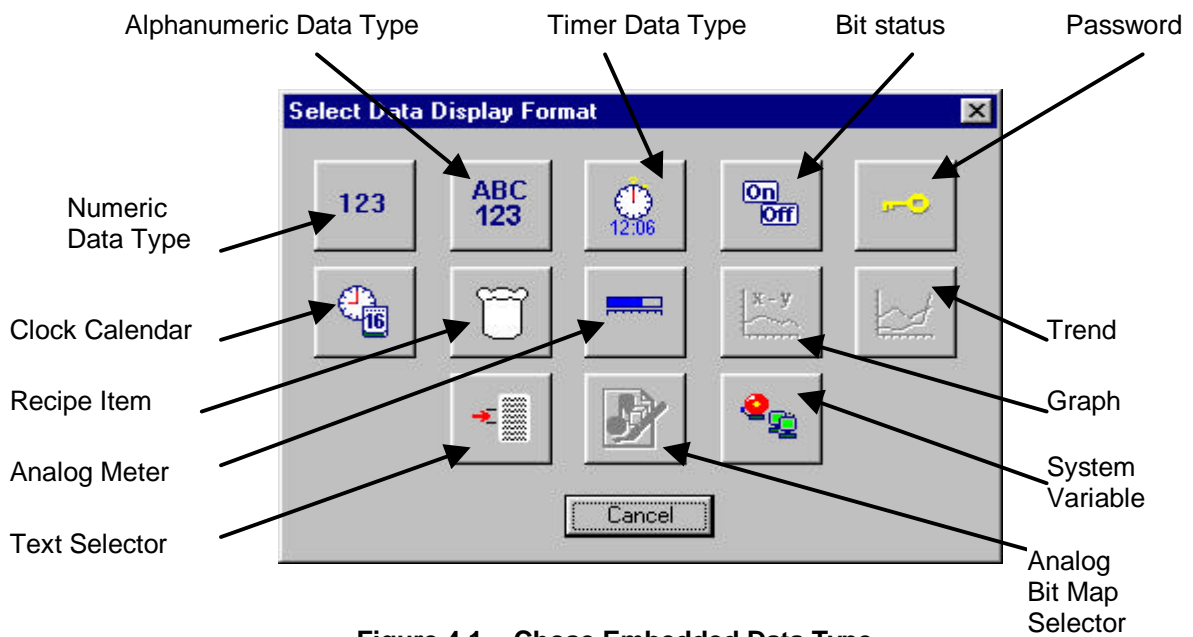 Alphanumeric Data Type
Timer Data Type
Bit status
Password
Select Data Display Format
Numeric
Data Type
123
ABC
123
12:06
On
Off
Clock Calendar
16
x-y
Trend
Recipe Item
Graph
Analog Meter
System
Variable
Cancel
Text Selector
Analog
Bit Map
Selector
Figure 4.1 – Chose Embedded Data Type